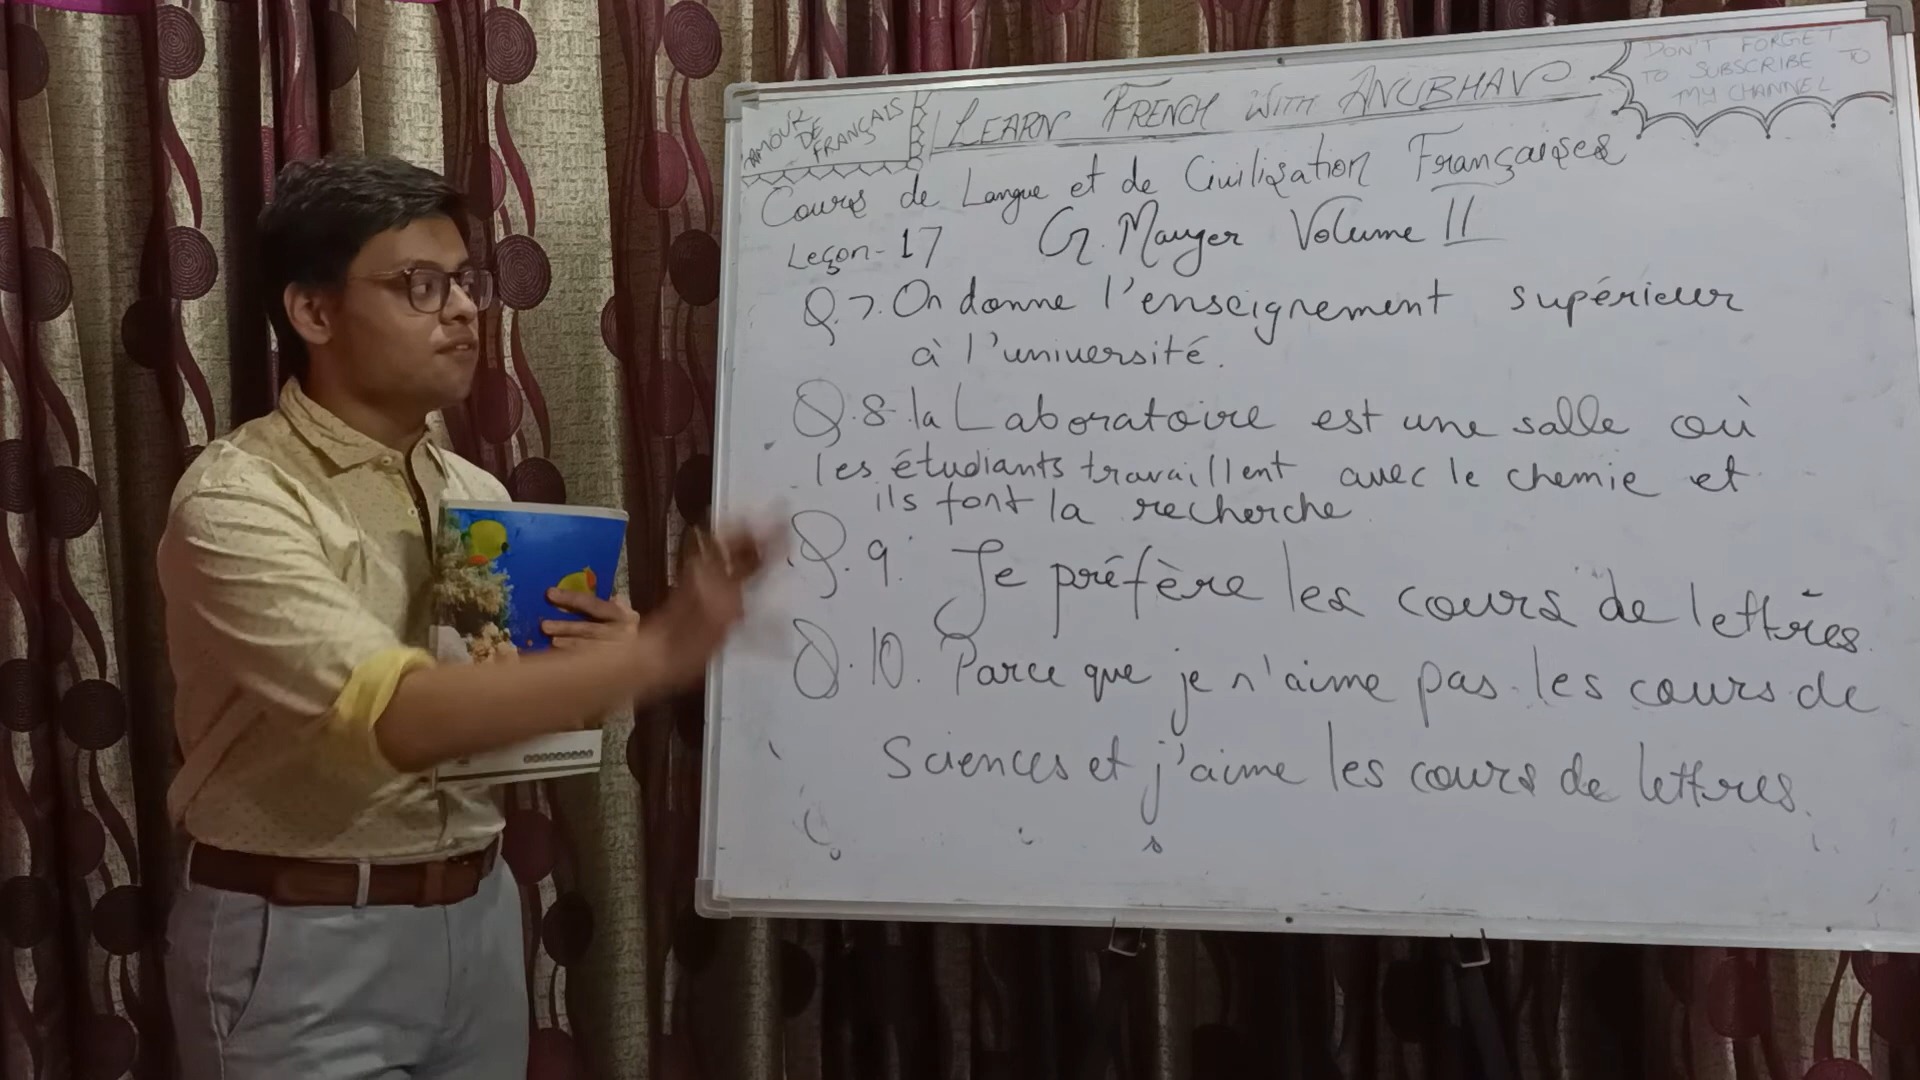 AMOUR
DE
FRANÇAIS
LEARN FRENCH WITH ANUBHAV
DON'T FORGET
TO SUBSCRIBE TO
MY CHANNEL
Cours de Langue et de Civilisation Françaises
Leçon-17 G. Mauger Volume II
Q.7. On donne l'enseignement supérieur
à l'université.
Q.8. la Laboratoire est une salle où
les étudiants travaillent avec le chemie et
ils font la recherche
Q.9. Je préfère les cours de lettres.
Q.10. Parce que je n'aime pas les cours de
Sciences et j'aime les cours de lettres.